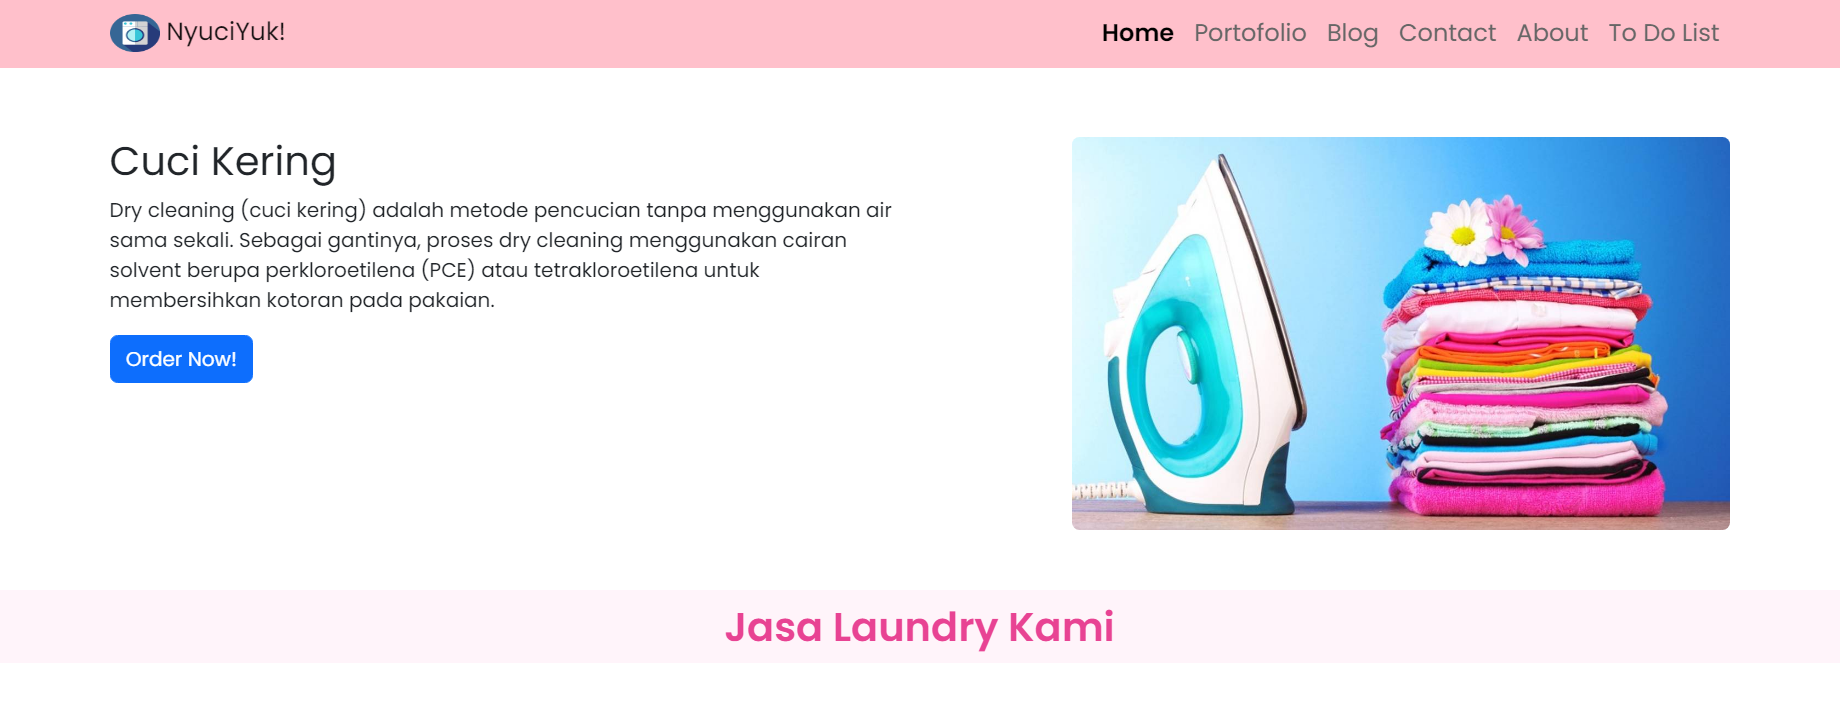 NyuciYuk!
Home Portofolio Blog Contact About To Do List
Cuci Kering
Dry cleaning (cuci kering) adalah metode pencucian tanpa menggunakan air
sama sekali. Sebagai gantinya, proses dry cleaning menggunakan cairan
solvent berupa perkloroetilena (PCE) atau tetrakloroetilena untuk
membersihkan kotoran pada pakaian.
Order Now!
Jasa Laundry Kami